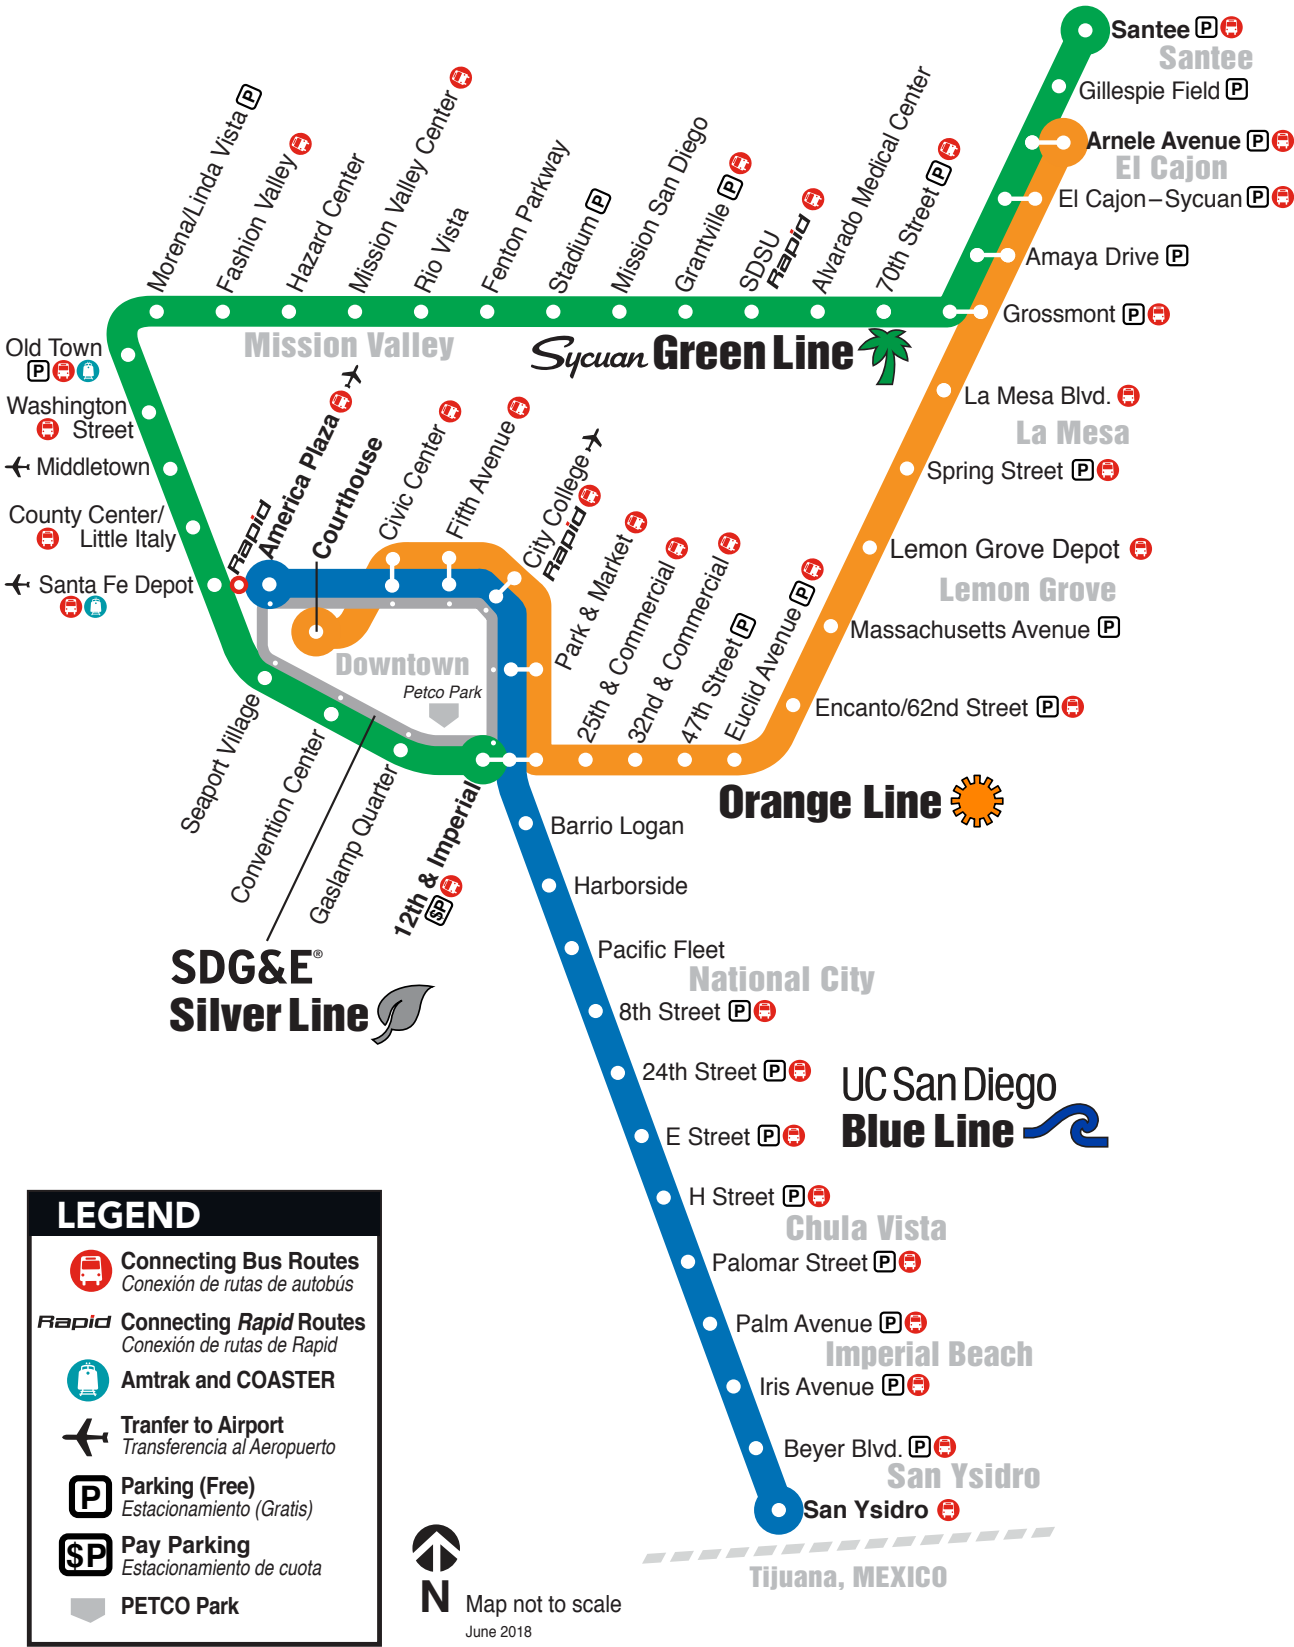 Santee P
Santee
Gillespie Field P
Arnele Avenue P
El Cajon
El Cajon–Sycuan P
Amaya Drive P
Grossmont P
La Mesa Blvd.
La Mesa
Spring Street P
Lemon Grove Depot
Lemon Grove
Massachusetts Avenue P
Encanto/62nd Street P
Morena/Linda Vista P
Fashion Valley
Hazard Center
Mission Valley Center
Rio Vista
Fenton Parkway
Stadium P
Mission San Diego
Grantville P
SDSU
Rapid
Alvarado Medical Center
70th Street P
Mission Valley
Sycuan Green Line
Old Town
P
Washington
Street
Middletown
County Center/
Little Italy
Santa Fe Depot
Rapid
America Plaza
Courthouse
Civic Center
Fifth Avenue
City College
Rapid
Park & Market
25th & Commercial
32nd & Commercial
47th Street P
Euclid Avenue P
Downtown
Petco Park
Seaport Village
Convention Center
Gaslamp Quarter
12th & Imperial
$P
Orange Line
SDG&E®
Silver Line
Barrio Logan
Harborside
Pacific Fleet
National City
8th Street P
24th Street P
E Street P
H Street P
Chula Vista
Palomar Street P
Palm Avenue P
Imperial Beach
Iris Avenue P
Beyer Blvd. P
San Ysidro
San Ysidro
Tijuana, MEXICO
UC San Diego
Blue Line
LEGEND
Connecting Bus Routes
Conexión de rutas de autobús
Rapid Connecting Rapid Routes
Conexión de rutas de Rapid
Amtrak and COASTER
Tranfer to Airport
Transferencia al Aeropuerto
P Parking (Free)
Estacionamiento (Gratis)
$P Pay Parking
Estacionamiento de cuota
PETCO Park
N Map not to scale
June 2018